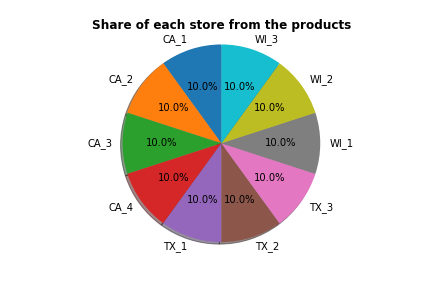 Share of each store from the products
CA_1
10.0%
CA_2
10.0%
CA_3
10.0%
CA_4
10.0%
TX_1
10.0%
TX_2
10.0%
TX_3
10.0%
WI_1
10.0%
WI_2
10.0%
WI_3
10.0%